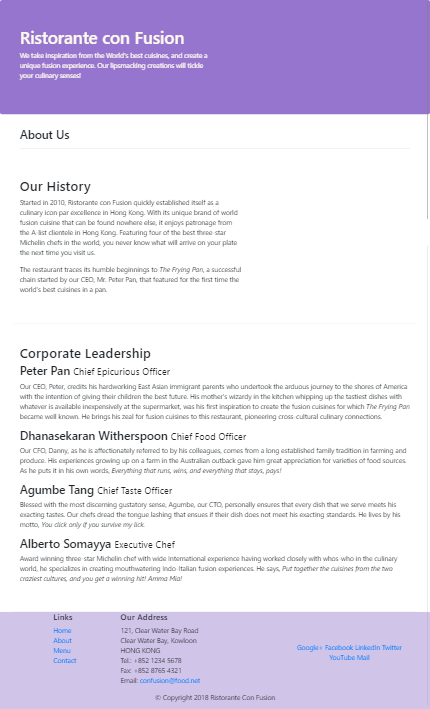 Ristorante con Fusion
We take inspiration from the World's best cuisines, and create a
unique fusion experience. Our lipsmacking creations will tickle
your culinary senses!
About Us
Our History
Started in 2010, Ristorante con Fusion quickly established itself as a
culinary icon par excellence in Hong Kong. With its unique brand of world
fusion cuisine that can be found nowhere else, it enjoys patronage from
the A-list clientele in Hong Kong. Featuring four of the best three-star
Michelin chefs in the world, you never know what will arrive on your plate
the next time you visit us.
The restaurant traces its humble beginnings to The Frying Pan, a successful
chain started by our CEO, Mr. Peter Pan, that featured for the first time the
world's best cuisines in a pan.
Corporate Leadership
Peter Pan Chief Epicurious Officer
Our CEO, Peter, credits his hardworking East Asian immigrant parents who undertook the arduous journey to the shores of America
with the intention of giving their children the best future. His mother's wizardy in the kitchen whipping up the tastiest dishes with
whatever is available inexpensively at the supermarket, was his first inspiration to create the fusion cuisines for which The Frying Pan
became well known. He brings his zeal for fusion cuisines to this restaurant, pioneering cross-cultural culinary connections.
Dhanasekaran Witherspoon Chief Food Officer
Our CFO, Danny, as he is affectionately referred to by his colleagues, comes from a long established family tradition in farming and
produce. His experiences growing up on a farm in the Australian outback gave him great appreciation for varieties of food sources.
As he puts it in his own words, Everything that runs, wins, and everything that stays, pays!
Agumbe Tang Chief Taste Officer
Blessed with the most discerning gustatory sense, Agumbe, our CTO, personally ensures that every dish that we serve meets his
exacting tastes. Our chefs dread the tongue lashing that ensues if their dish does not meet his exacting standards. He lives by his
motto, You click only if you survive my lick.
Alberto Somayya Executive Chef
Award winning three-star Michelin chef with wide International experience having worked closely with whos-who in the culinary
world, he specializes in creating mouthwatering Indo-Italian fusion experiences. He says, Put together the cuisines from the two
craziest cultures, and you get a winning hit! Amma Mia!
Links
Home
About
Menu
Contact
Our Address
121, Clear Water Bay Road
Clear Water Bay, Kowloon
HONG KONG
Tel.: +852 1234 5678
Fax: +852 8765 4321
Email: confusion@food.net
Google+ Facebook LinkedIn Twitter
YouTube Mail
© Copyright 2018 Ristorante Con Fusion